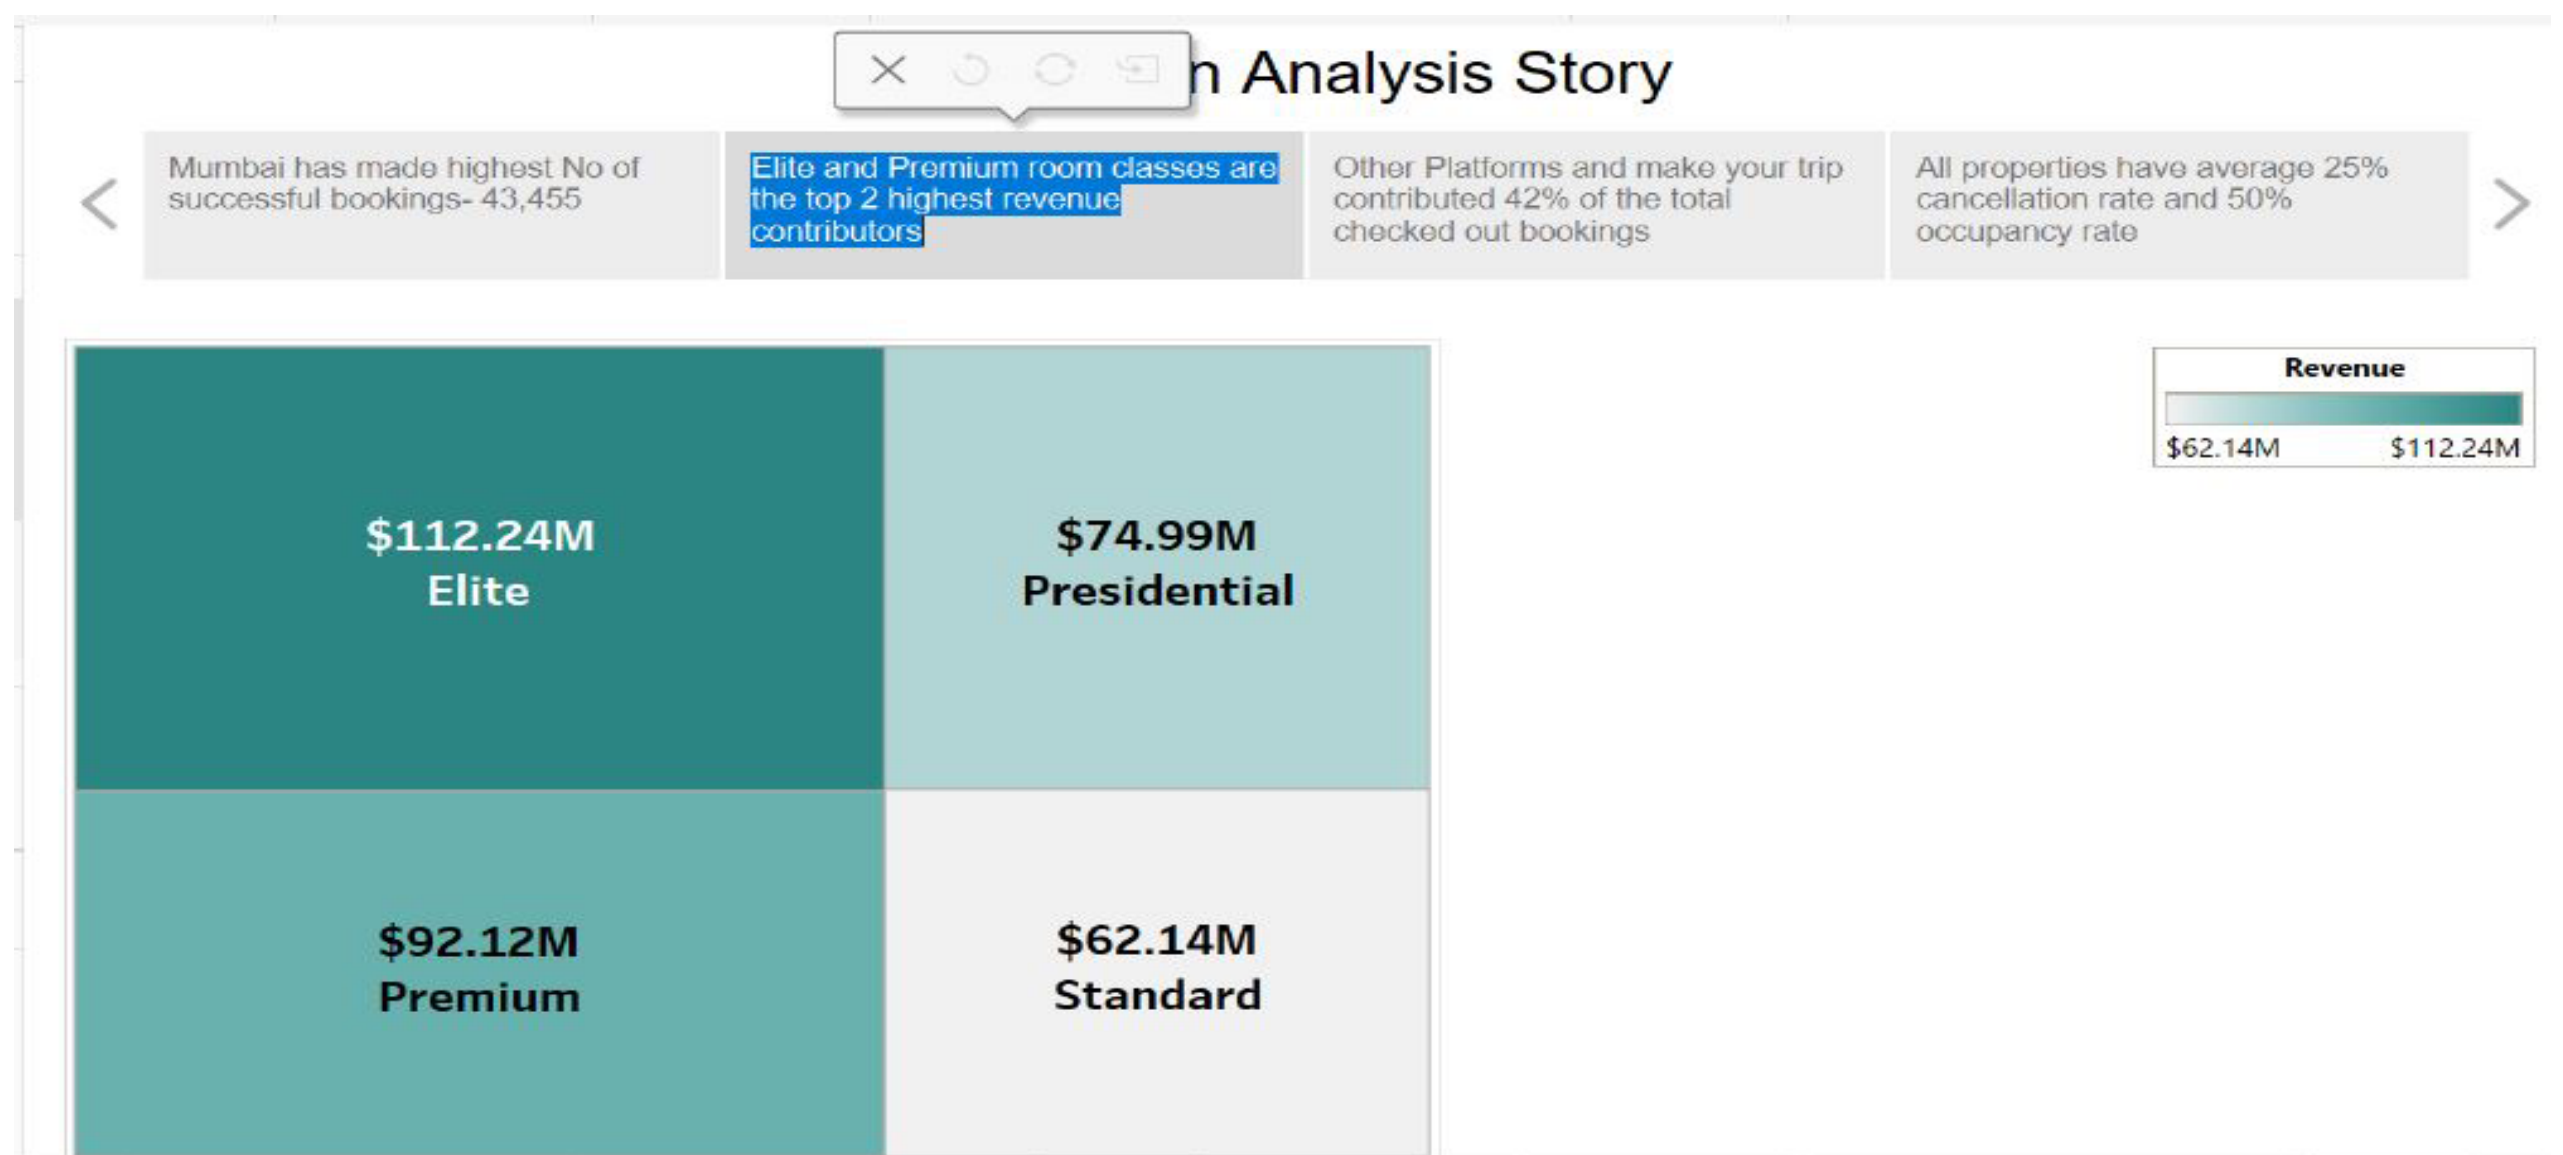 n Analysis Story
Mumbai has made highest No of
successful bookings- 43,455
Elite and Premium room classes are
the top 2 highest revenue
contributors
Other Platforms and make your trip
contributed 42% of the total
checked out bookings
All properties have average 25%
cancellation rate and 50%
occupancy rate
Revenue
$62.14M $112.24M
$112.24M
Elite
$74.99M
Presidential
$92.12M
Premium
$62.14M
Standard